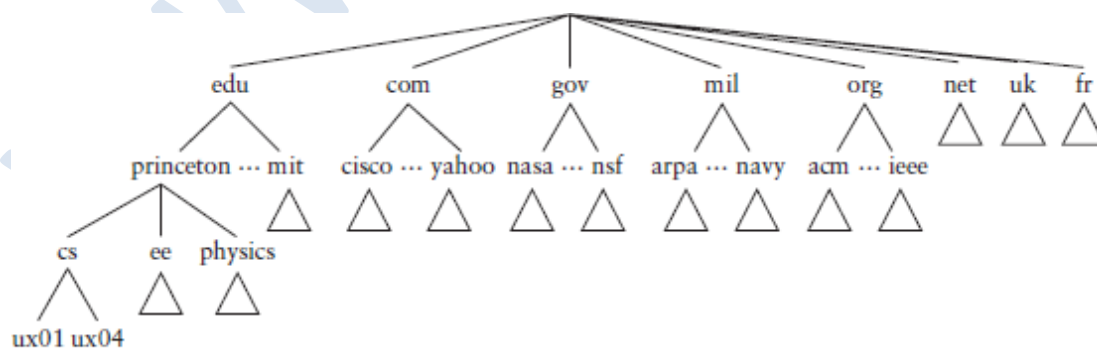 edu com gov mil org net uk fr
princeton ... mit cisco ... yahoo nasa ... nsf arpa ... navy acm ... ieee
cs ee physics
ux01 ux04